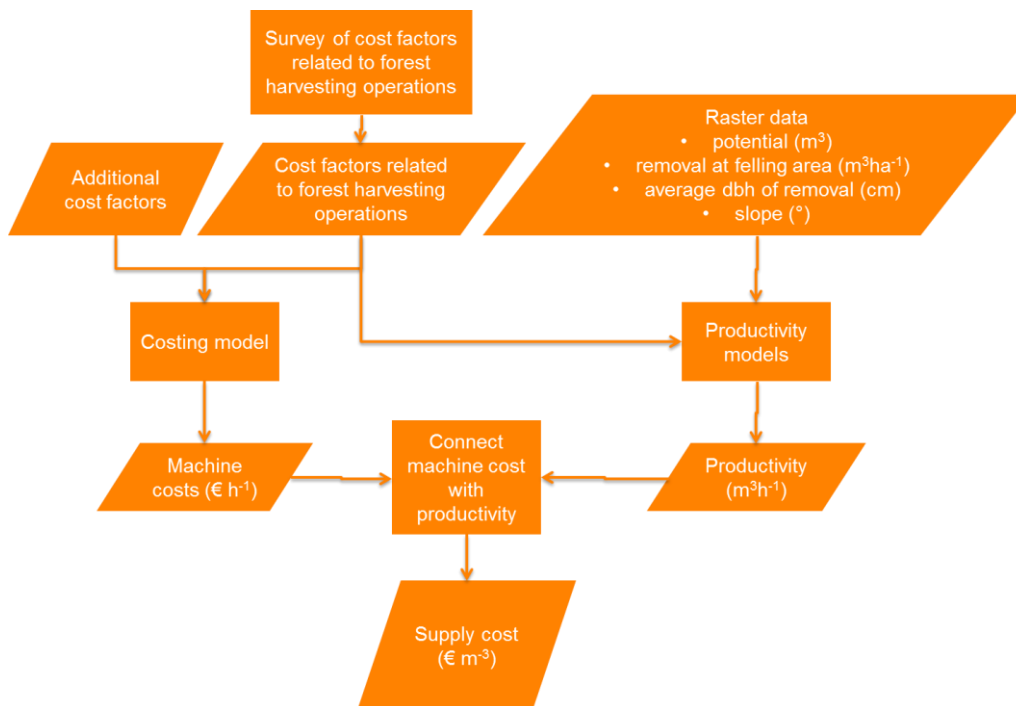 Survey of cost factors
related to forest
harvesting operations
Additional
cost factors
Cost factors related
to forest harvesting
operations
Raster data
• potential (m³)
• removal at felling area (m³ha⁻¹)
• average dbh of removal (cm)
• slope (°)
Costing model
Productivity
models
Machine
costs (€ h⁻¹)
Connect
machine cost
with
productivity
Productivity
(m³h⁻¹)
Supply cost
(€ m⁻³)